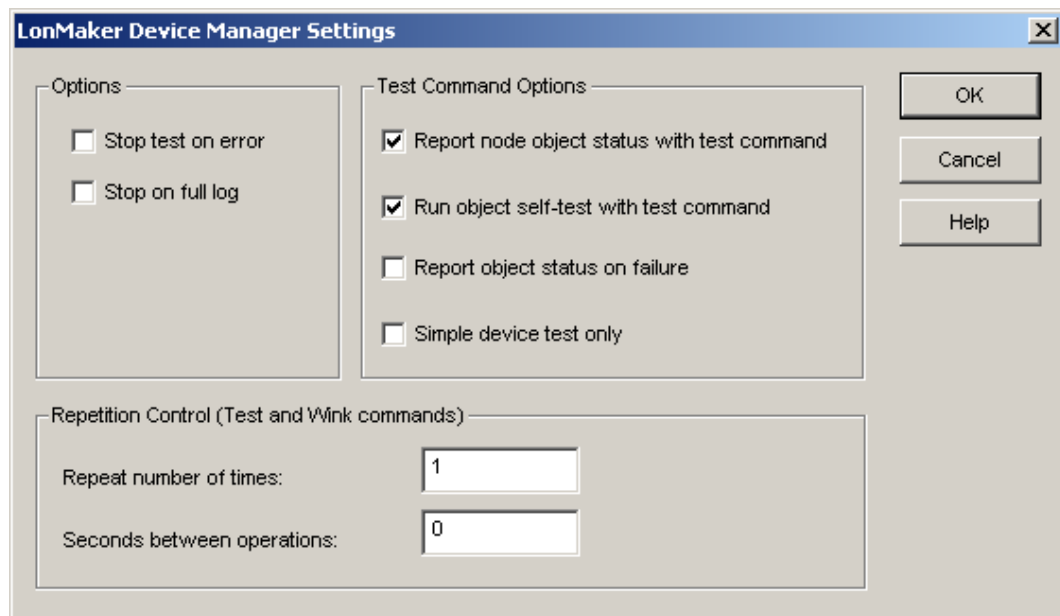 LonMaker Device Manager Settings
Options
Stop test on error
Stop on full log
Test Command Options
Report node object status with test command
Run object self-test with test command
Report object status on failure
Simple device test only
OK
Cancel
Help
Repetition Control (Test and Wink commands)
Repeat number of times: 1
Seconds between operations: 0